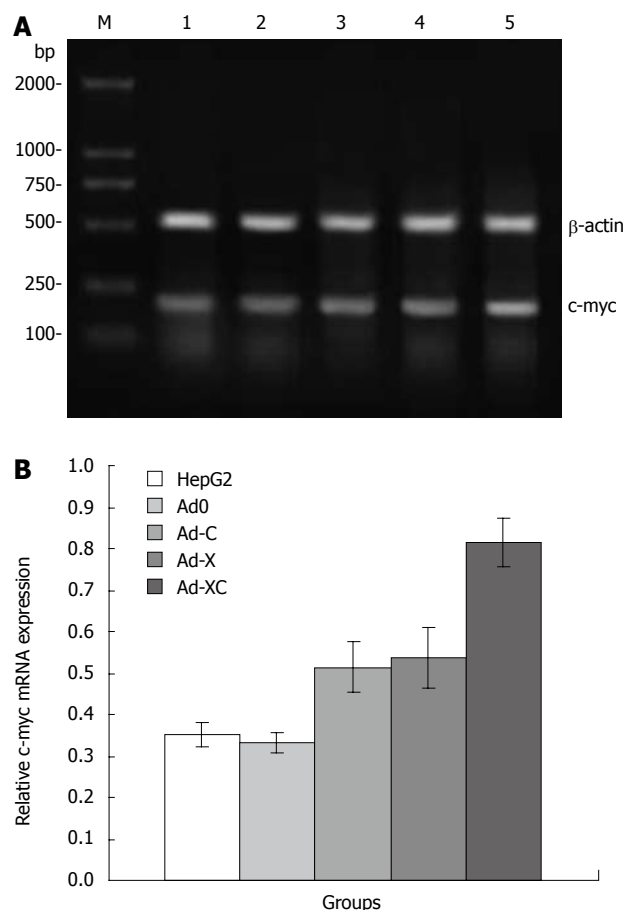 A
M 1 2 3 4 5
bp
2000-
1000-
750-
500-
β-actin
250-
c-myc
100-
B
1.0
0.9
0.8
0.7
0.6
0.5
0.4
0.3
0.2
0.1
0.0
Relative c-myc mRNA expression
HepG2
Ad0
Ad-C
Ad-X
Ad-XC
Groups